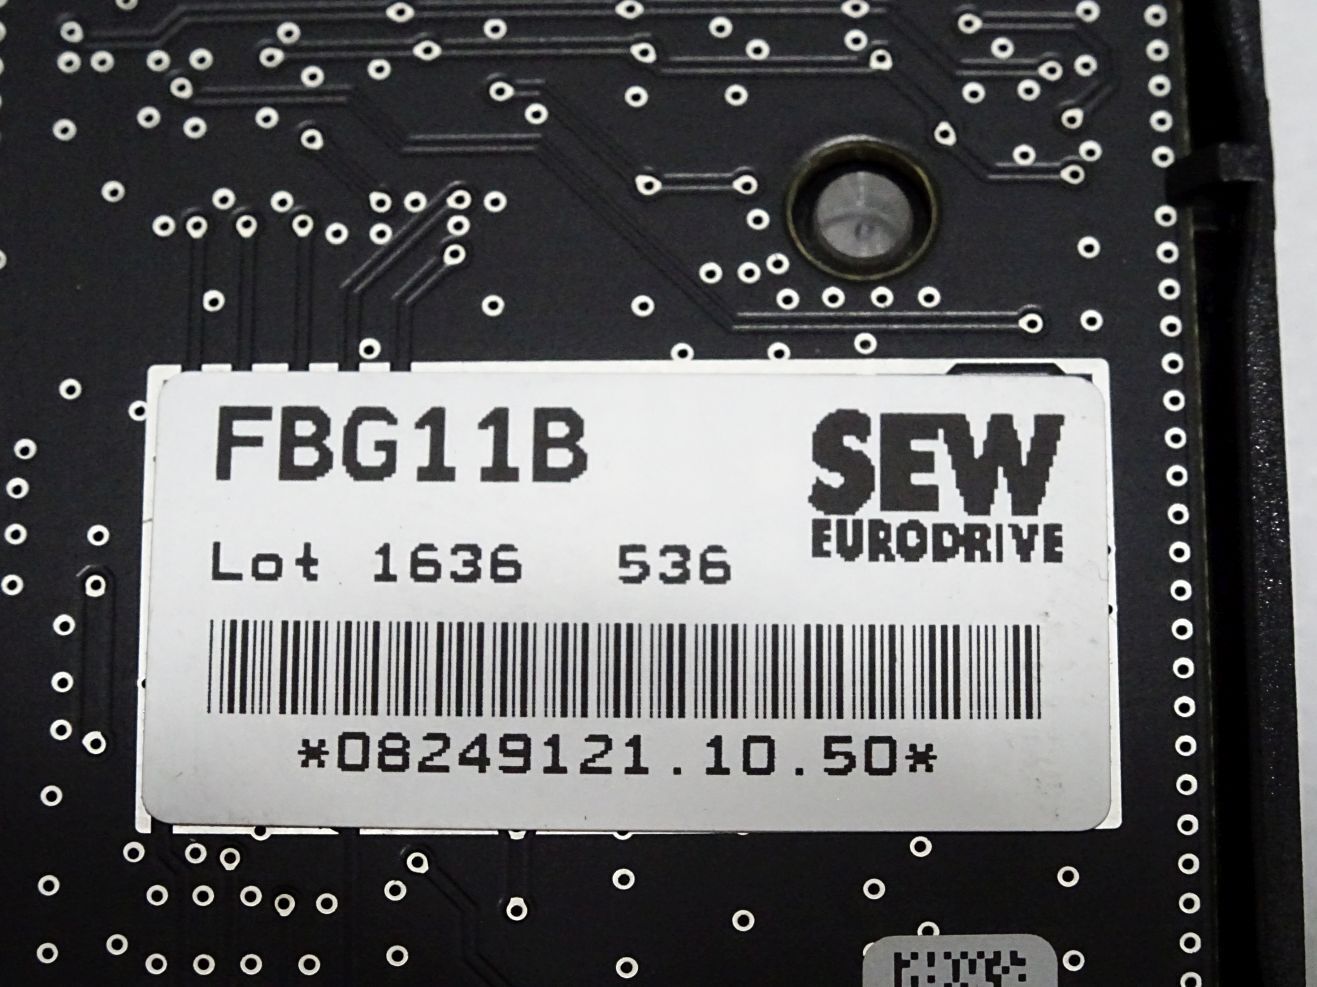 FBG11B
SEW
EURODRIVE
Lot 1636 536
*08249121.10.50*